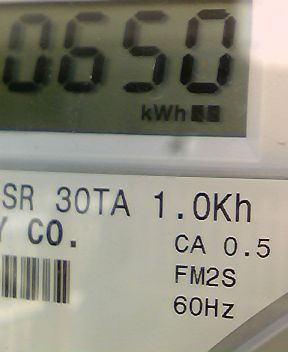 0650
kWh
SR 30TA 1.0Kh
Y CO.
CA 0.5
FM2S
60Hz